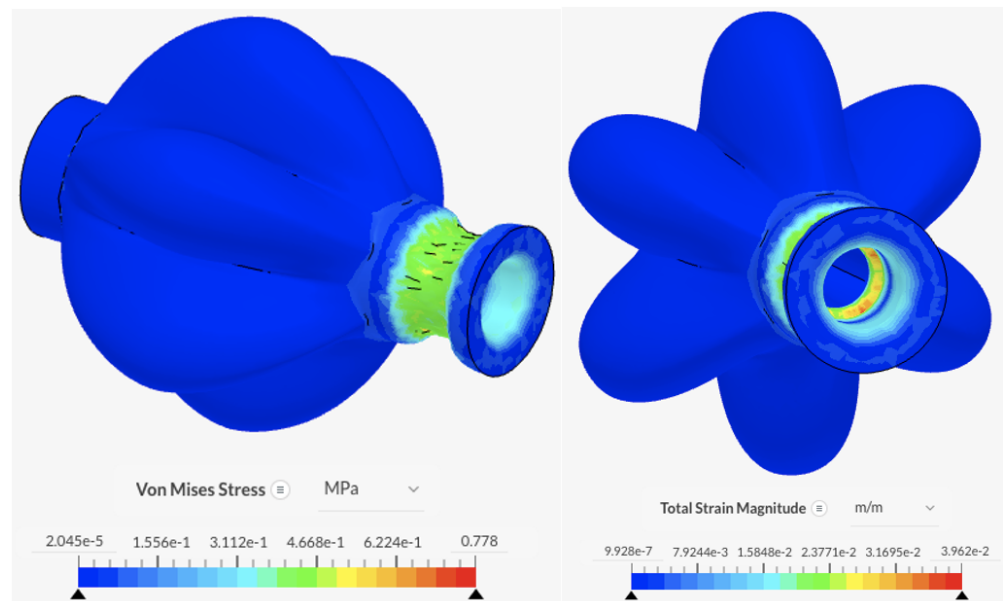 Von Mises Stress MPa
2.045e-5 1.556e-1 3.112e-1 4.668e-1 6.224e-1 0.778
Total Strain Magnitude m/m
9.928e-7 7.9244e-3 1.5848e-2 2.3771e-2 3.1695e-2 3.962e-2